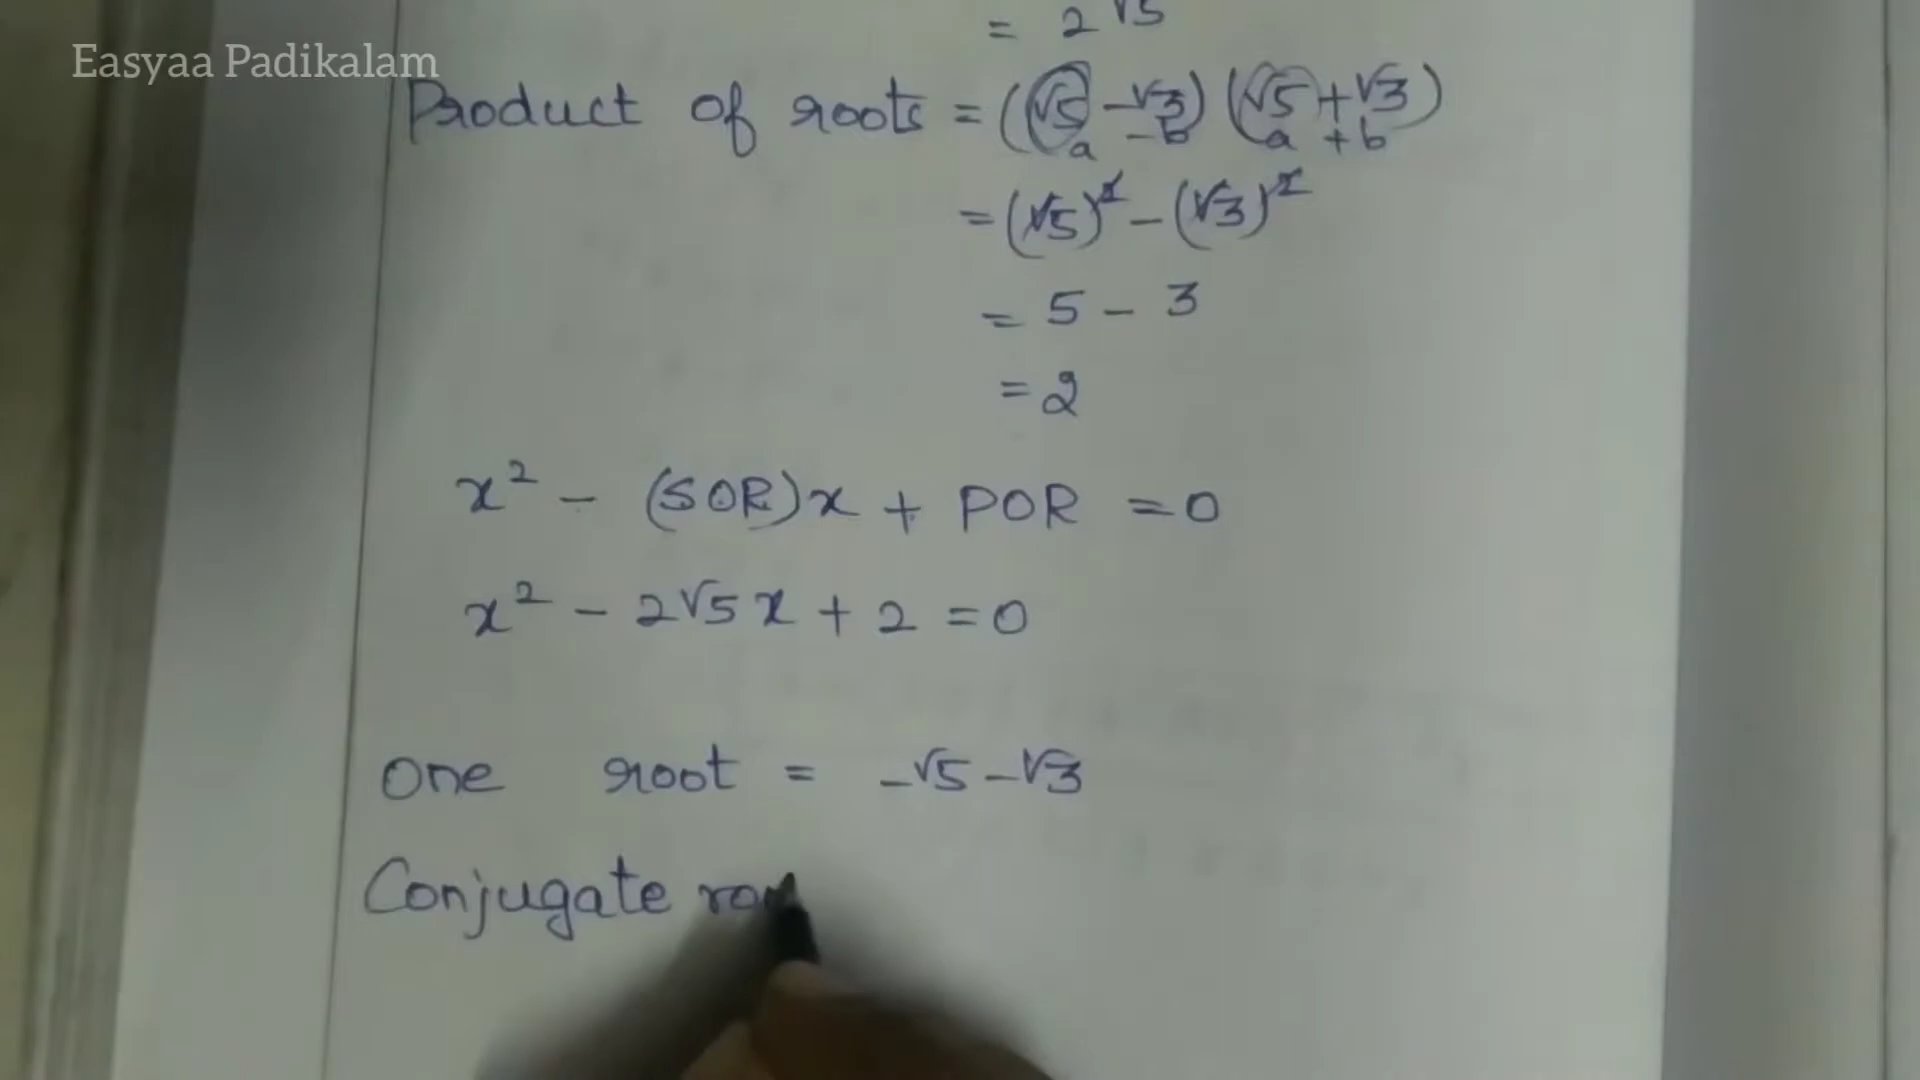 = 2√5
Easyaa Padikalam
Product of roots = (√5 - √3) (√5 + √3)
a - b a + b
= (√5)² - (√3)²
= 5 - 3
= 2
x² - (SOR)x + POR = 0
x² - 2√5 x + 2 = 0
One root = -√5 - √3
Conjugate